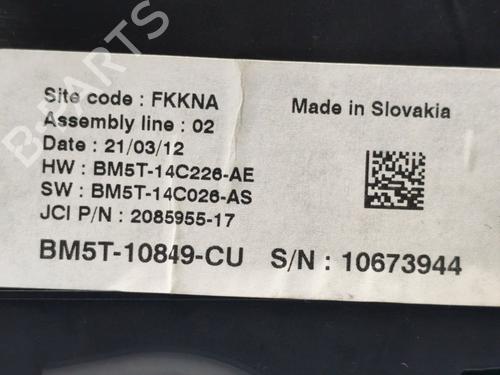 Site code : FKKNA
Made in Slovakia
Assembly line : 02
Date : 21/03/12
HW : BM5T-14C226-AE
SW : BM5T-14C026-AS
JCI P/N : 2085955-17
BM5T-10849-CU S/N : 10673944
B-PARTS